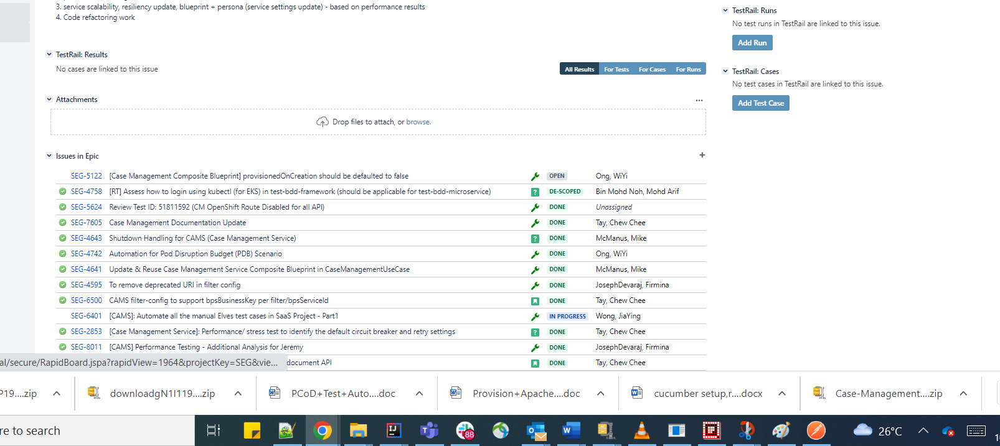 3. service scalability, resiliency update, blueprint + persona (service settings update) - based on performance results
4. Code refactoring work
TestRail: Results
No cases are linked to this issue
All Results For Tests For Cases For Runs
Attachments
...
Drop files to attach, or browse.
Issues in Epic
+
SEG-5122 [Case Management Composite Blueprint] provisionedOnCreation should be defaulted to false OPEN Ong, WiYi
SEG-4758 [RT] Assess how to login using kubectl (for EKS) in test-bdd-framework (should be applicable for test-bdd-microservice) ? DE-SCOPED Bin Mohd Noh, Mohd Arif
SEG-5624 Review Test ID: 51811592 (CM OpenShift Route Disabled for all API) DONE Unassigned
SEG-7605 Case Management Documentation Update DONE Tay, Chew Chee
SEG-4643 Shutdown Handling for CAMS (Case Management Service) ? DONE McManus, Mike
SEG-4742 Automation for Pod Disruption Budget (PDB) Scenario DONE Ong, WiYi
SEG-4641 Update & Reuse Case Management Service Composite Blueprint in CaseManagementUseCase DONE McManus, Mike
SEG-4595 To remove deprecated URI in filter config DONE JosephDevaraj, Firmina
SEG-6500 CAMS filter-config to support bpsBusinessKey per filter/bpsServiceId DONE Tay, Chew Chee
SEG-6401 [CAMS]: Automate all the manual Elves test cases in SaaS Project - Part1 IN PROGRESS Wong, JiaYing
SEG-2853 [Case Management Service]: Performance/ stress test to identify the default circuit breaker and retry settings ? DONE Tay, Chew Chee
SEG-8011 [CAMS] Performance Testing - Additional Analysis for Jeremy DONE JosephDevaraj, Firmina
al/secure/RapidBoard.jspa?rapidView=1964&projectKey=SEG&vie... document API DONE Tay, Chew Chee
TestRail: Runs
No test runs in TestRail are linked to this issue.
Add Run
TestRail: Cases
No test cases in TestRail are linked to this issue.
Add Test Case
P19....zip downloadgN1I119....zip PCoD+Test+Auto....doc Provision+Apache....doc cucumber setup,r....docx Case-Management....zip
re to search 88 26°C